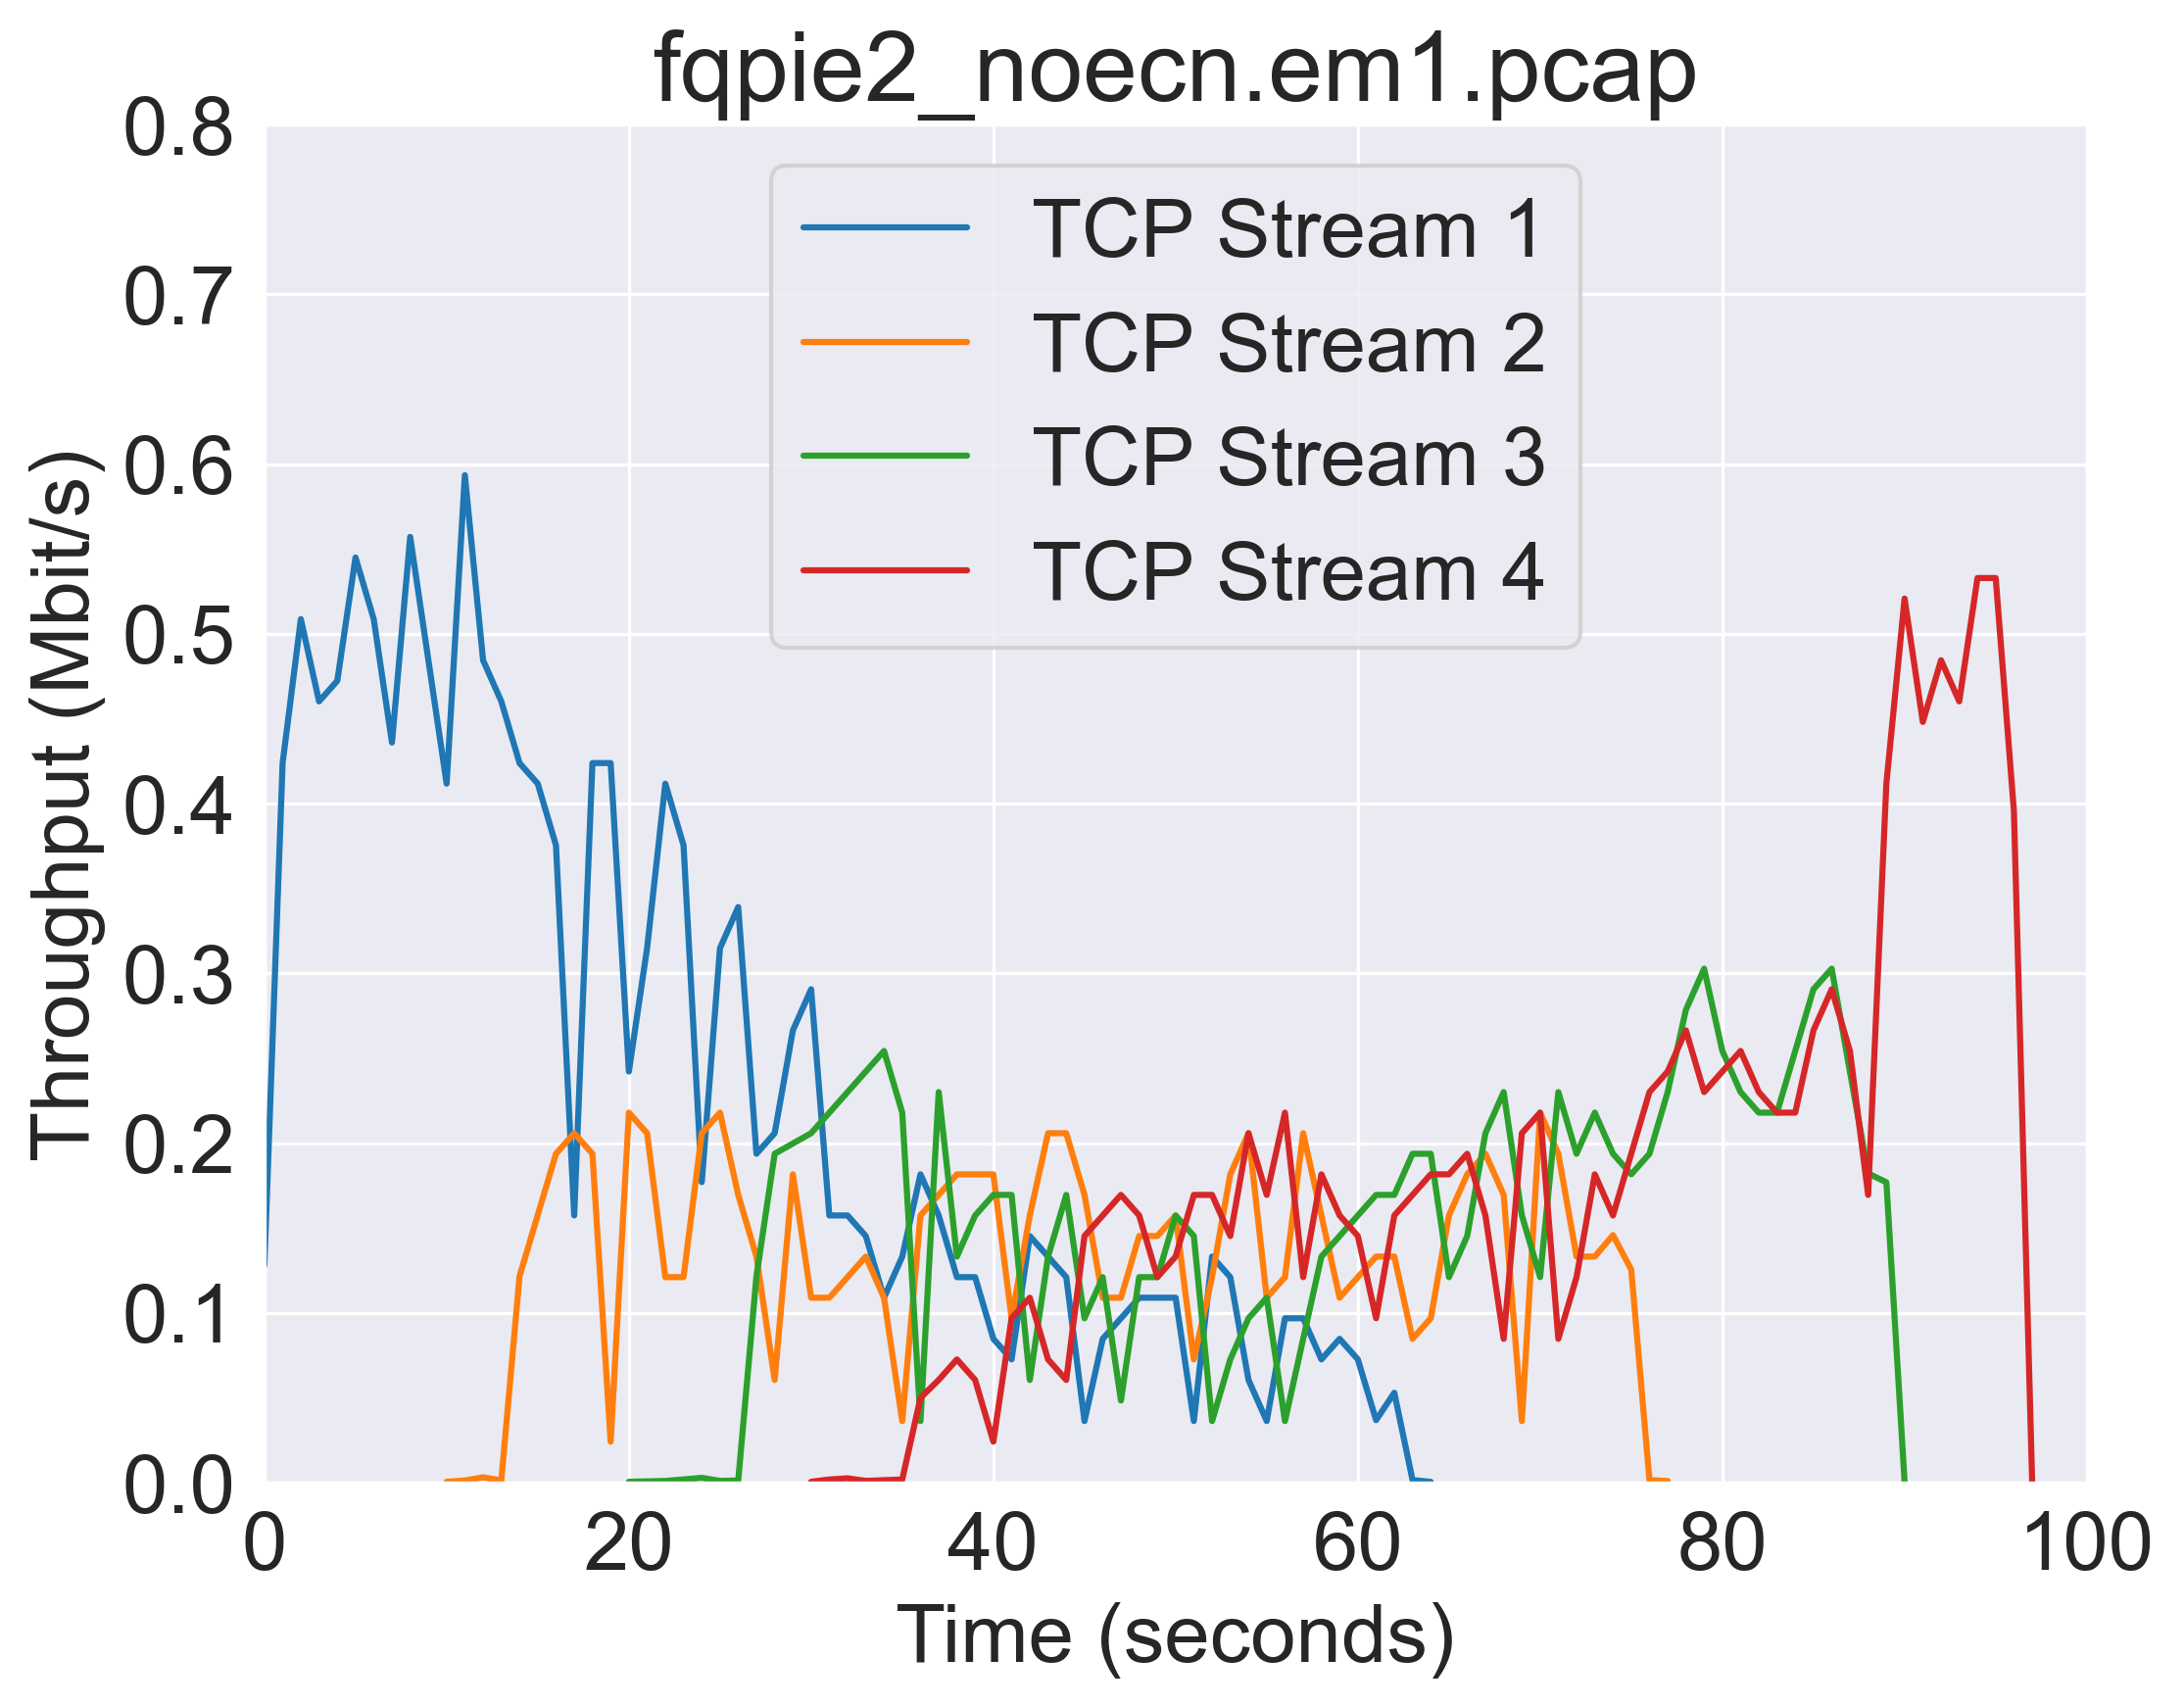 fqpie2_noecn.em1.pcap
Throughput (Mbit/s)
0.8
0.7
0.6
0.5
0.4
0.3
0.2
0.1
0.0
TCP Stream 1
TCP Stream 2
TCP Stream 3
TCP Stream 4
0 20 40 60 80 100
Time (seconds)